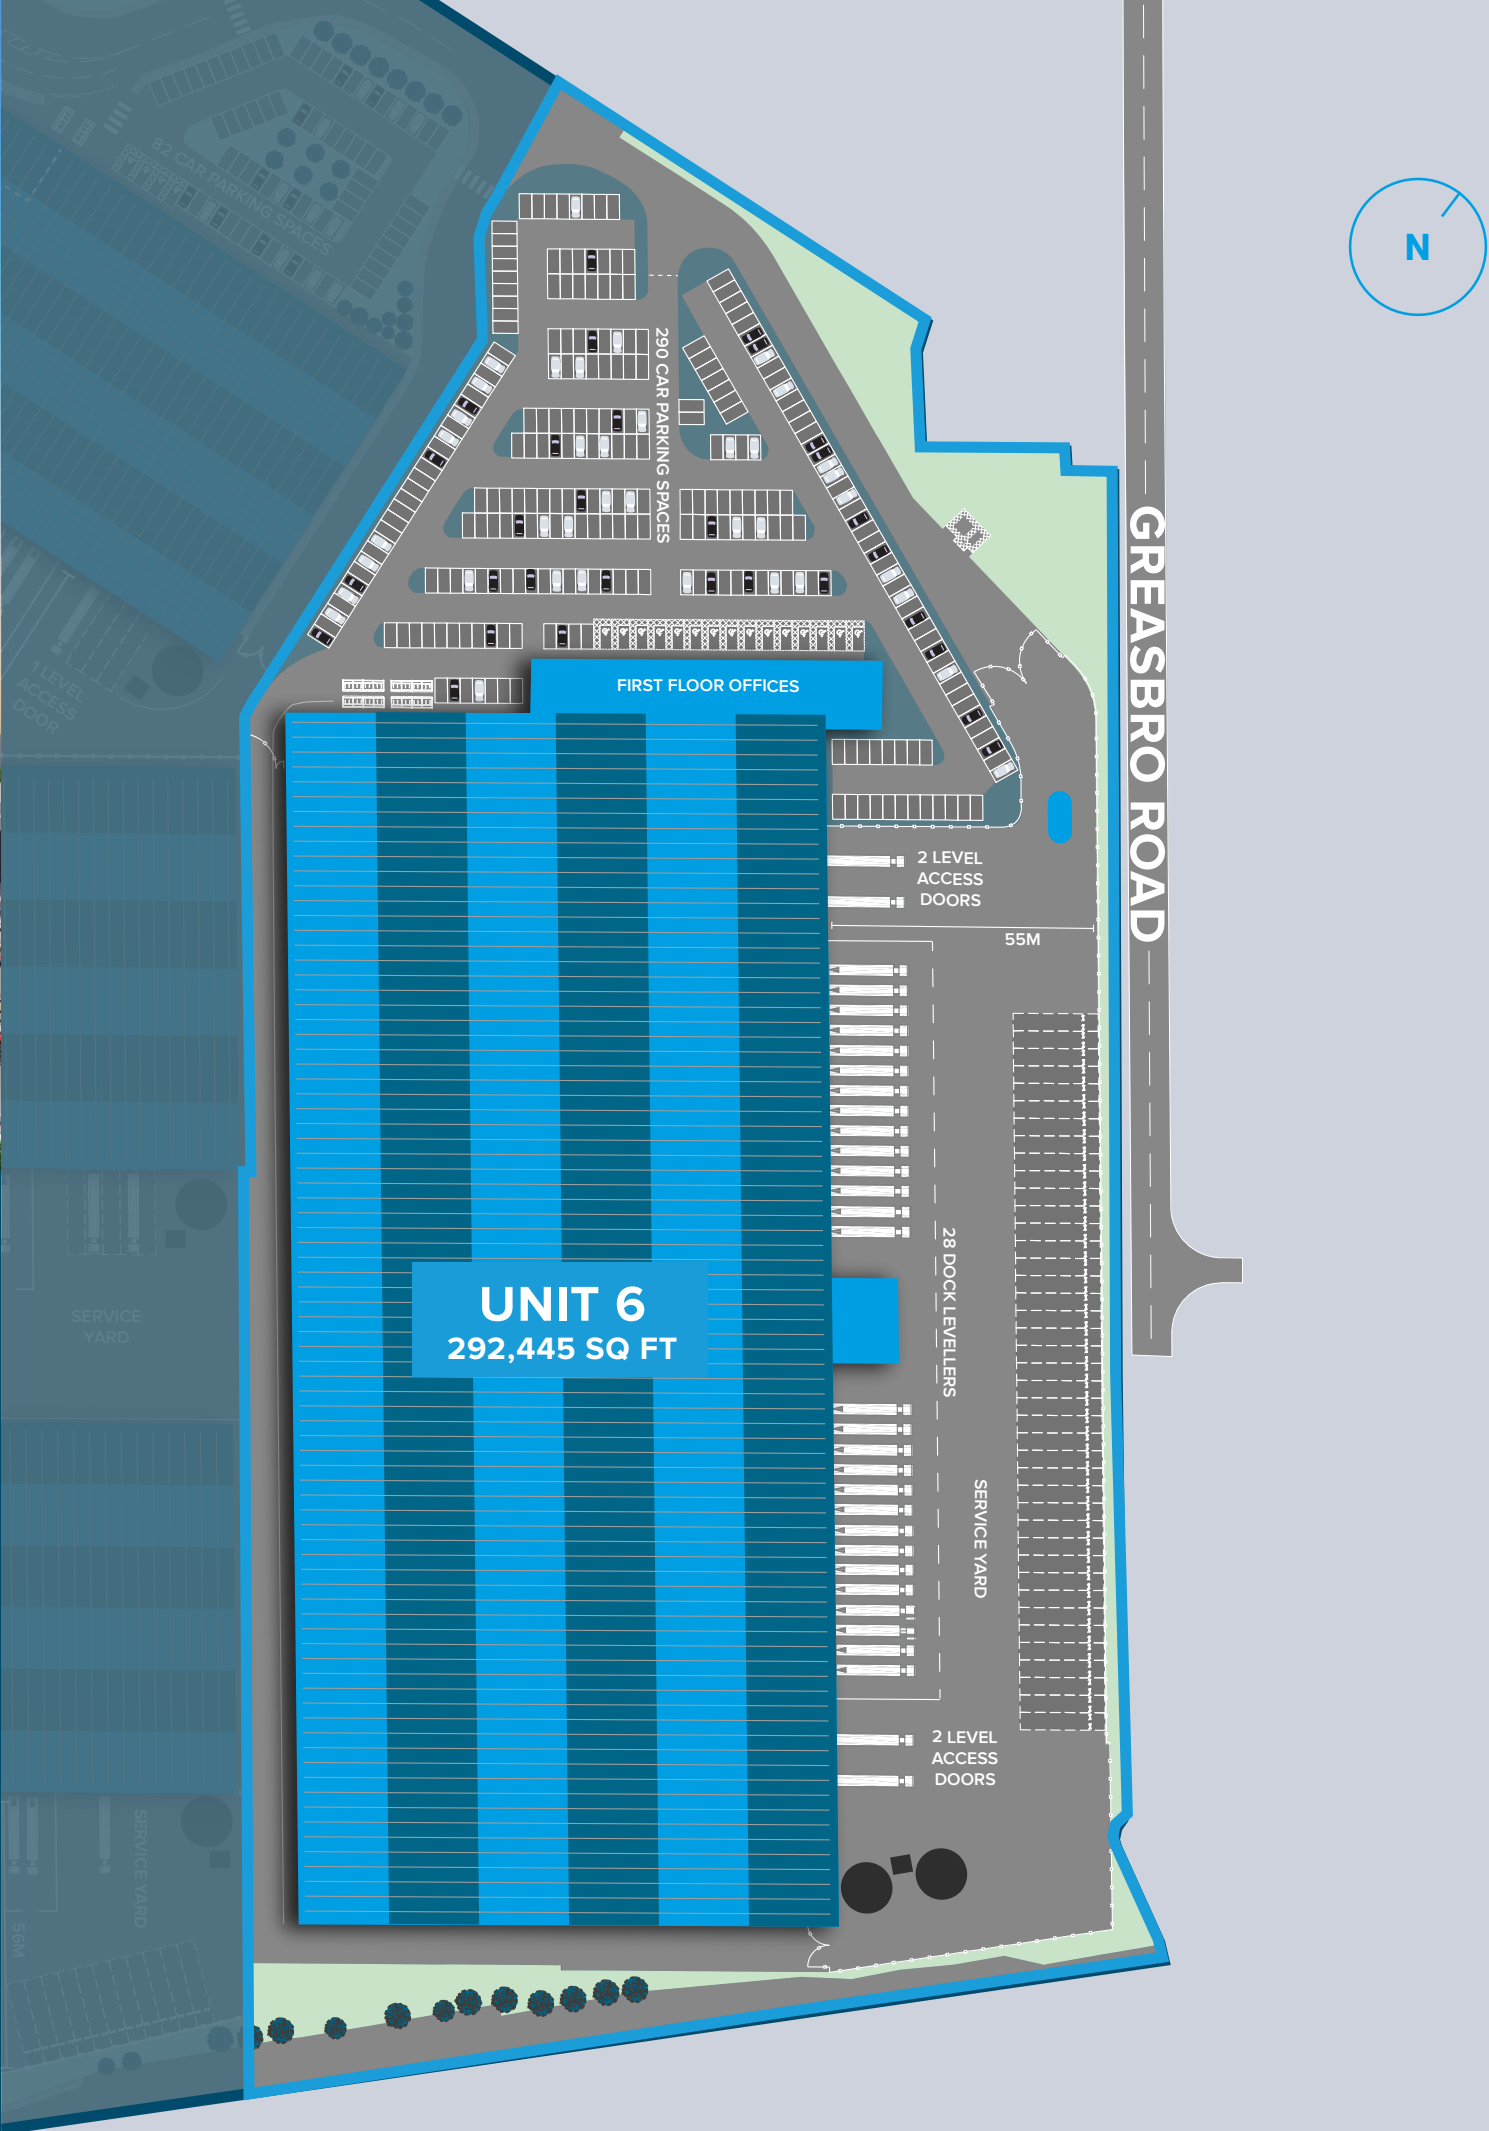 82 CAR PARKING SPACES
N
290 CAR PARKING SPACES
GREASBRO ROAD
1 LEVEL
ACCESS
DOOR
FIRST FLOOR OFFICES
2 LEVEL
ACCESS
DOORS
55M
28 DOCK LEVELLERS
UNIT 6
292,445 SQ FT
SERVICE
YARD
SERVICE YARD
2 LEVEL
ACCESS
DOORS
SERVICE YARD
56M